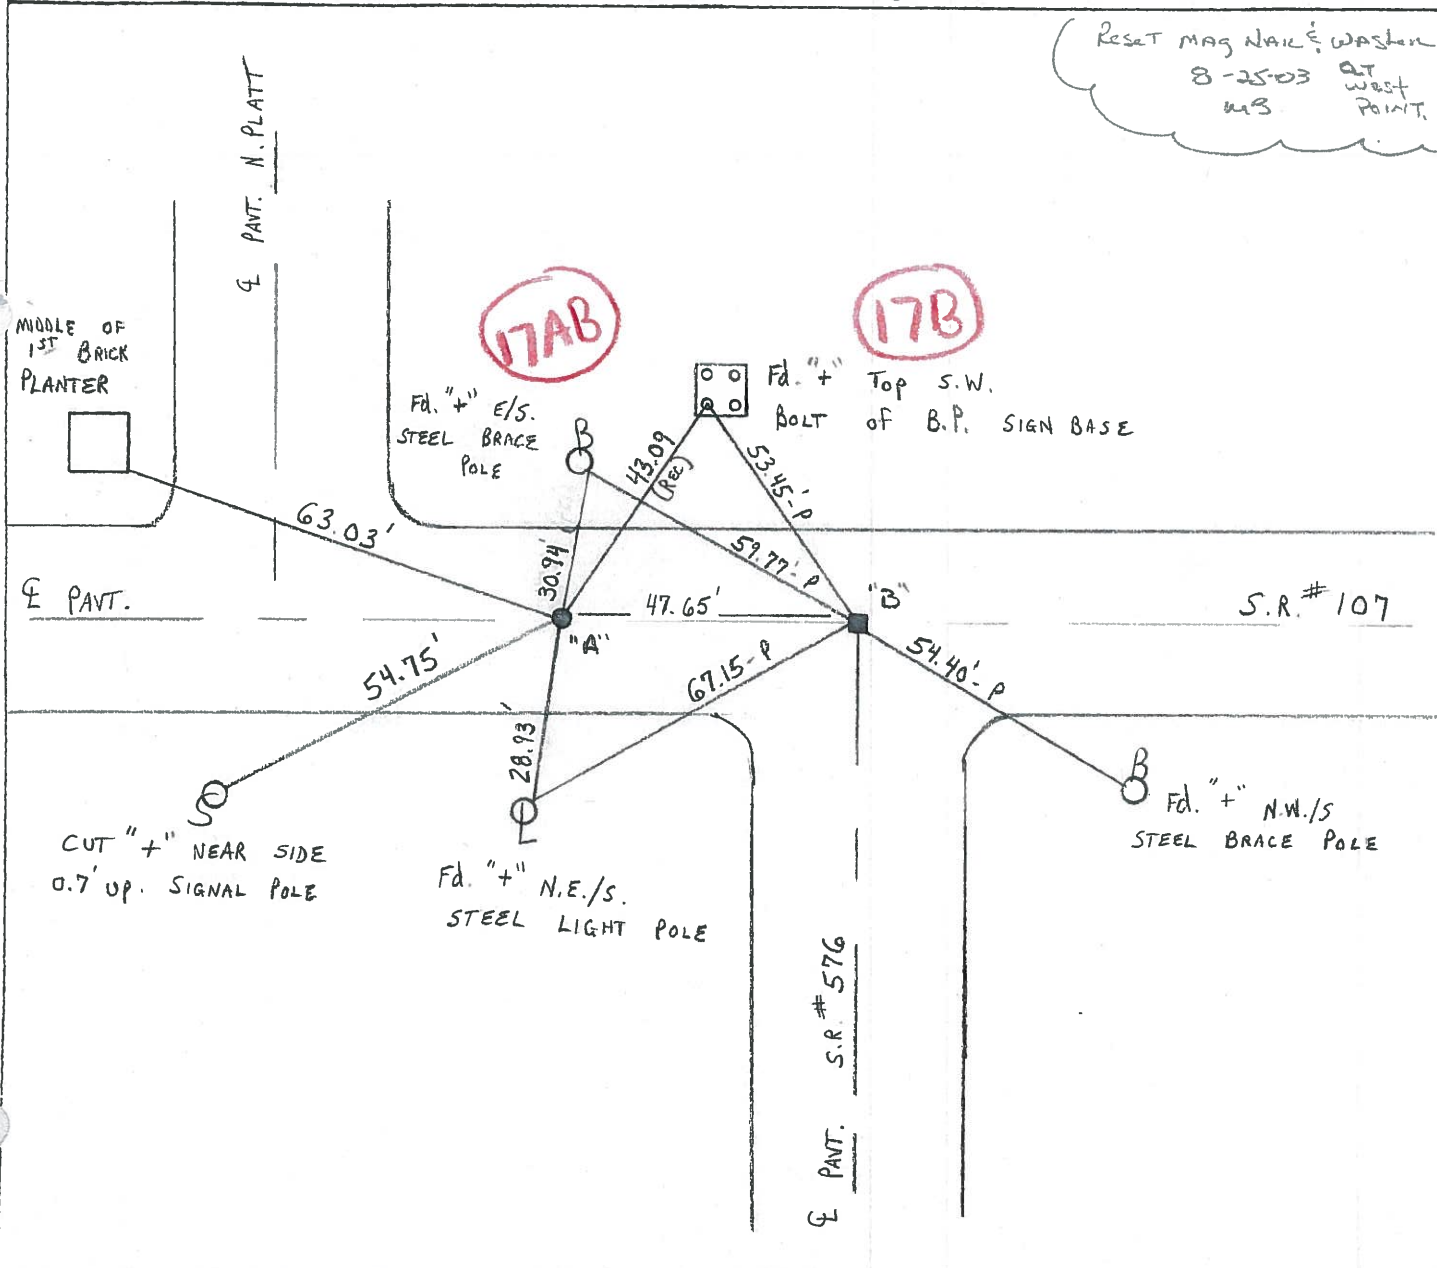 Reset MAG NAIL & WASHER
8-25-03 AT
WEST
MB POINT.
℄ PAVT. N. PLATT
17AB
17B
MIDDLE OF
1ST BRICK
PLANTER
Fd. "+" E/S.
STEEL BRACE
POLE
B
Fd. "+" TOP S.W.
BOLT of B.P. SIGN BASE
43.09
(REC)
53.45'-P
63.03'
30.94'
59.77'-P
℄ PAVT.
47.65'
"A"
"B"
S.R. #107
54.75'
28.93'
67.15-P
54.40'-P
S
L
B
CUT "+" NEAR SIDE
0.7' UP. SIGNAL POLE
Fd. "+" N.E./S.
STEEL LIGHT POLE
Fd. "+" N.W./S
STEEL BRACE POLE
℄ PAVT. S.R. #576